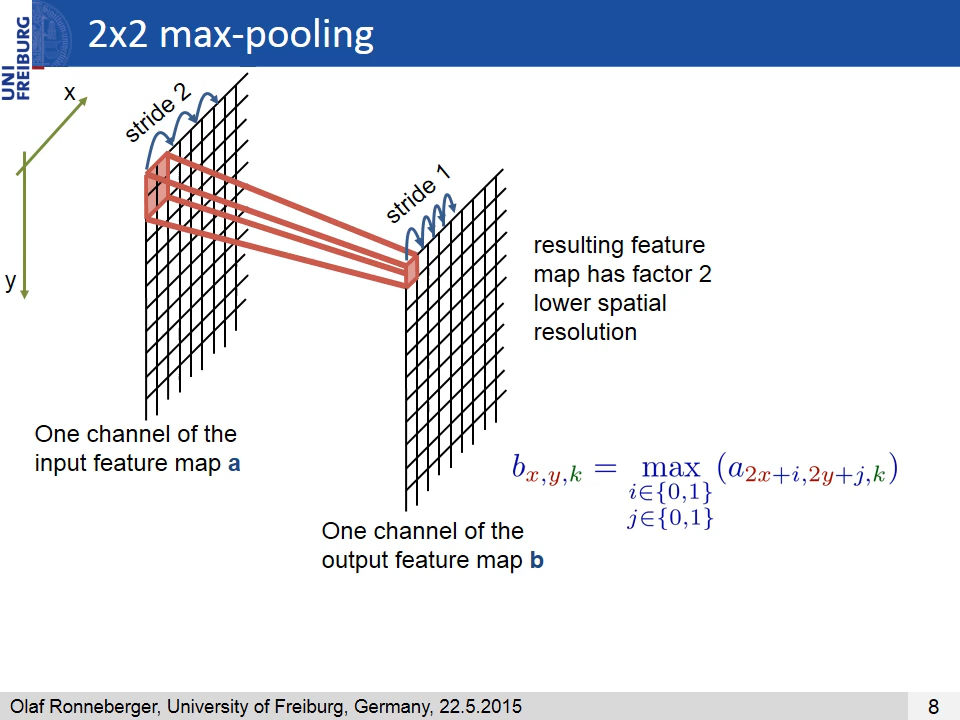 UNI
FREIBURG
2x2 max-pooling
x
y
stride 2
stride 1
resulting feature
map has factor 2
lower spatial
resolution
One channel of the
input feature map a
b_{x,y,k} = max (a_{2x+i,2y+j,k})
i∈{0,1}
j∈{0,1}
One channel of the
output feature map b
Olaf Ronneberger, University of Freiburg, Germany, 22.5.2015
8